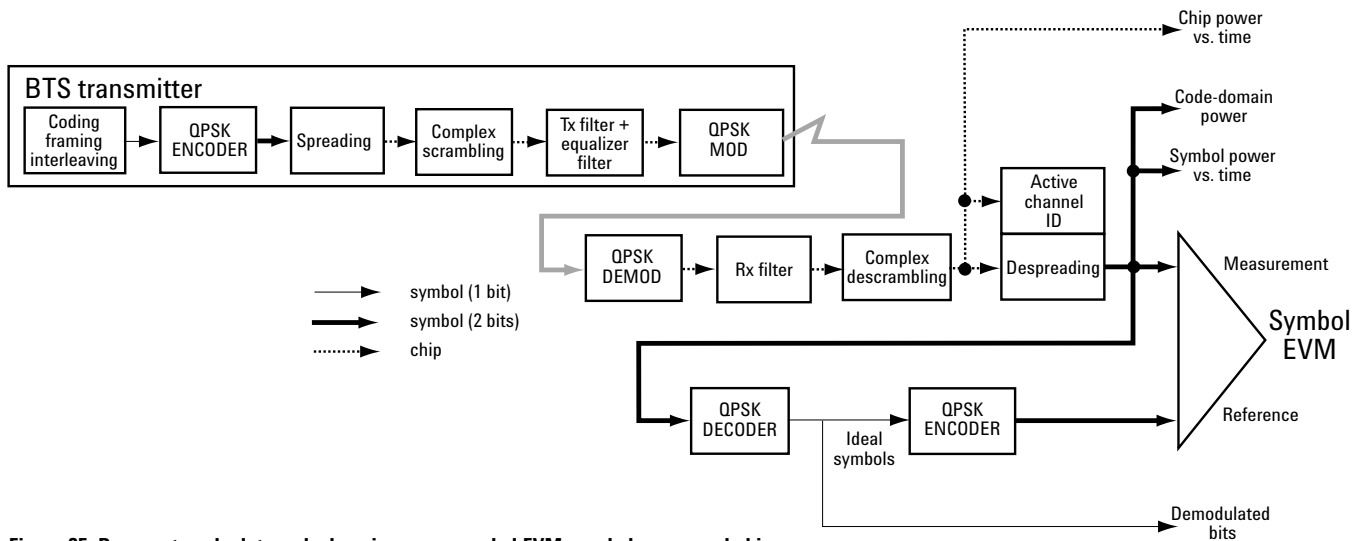 Chip power
vs. time
BTS transmitter
Coding
framing
interleaving
QPSK
ENCODER
Spreading
Complex
scrambling
Tx filter +
equalizer
filter
QPSK
MOD
Code-domain
power
Symbol power
vs. time
Active
channel
ID
QPSK
DEMOD
Rx filter
Complex
descrambling
Despreading
Measurement
symbol (1 bit)
symbol (2 bits)
chip
Symbol
EVM
QPSK
DECODER
Ideal
symbols
QPSK
ENCODER
Reference
Demodulated
bits